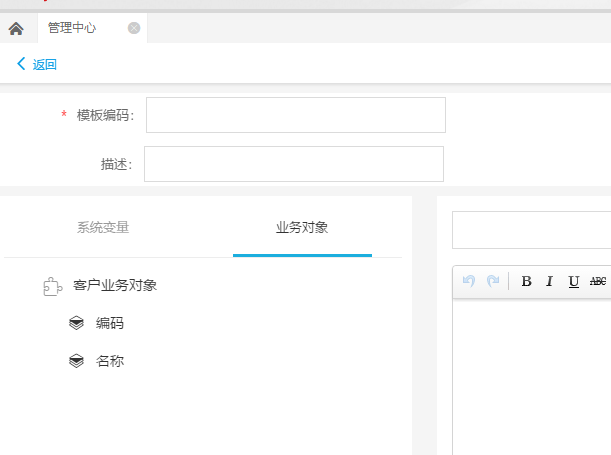 管理中心
返回
* 模板编码:
描述:
系统变量 业务对象
客户业务对象
编码
名称
B I U ABC